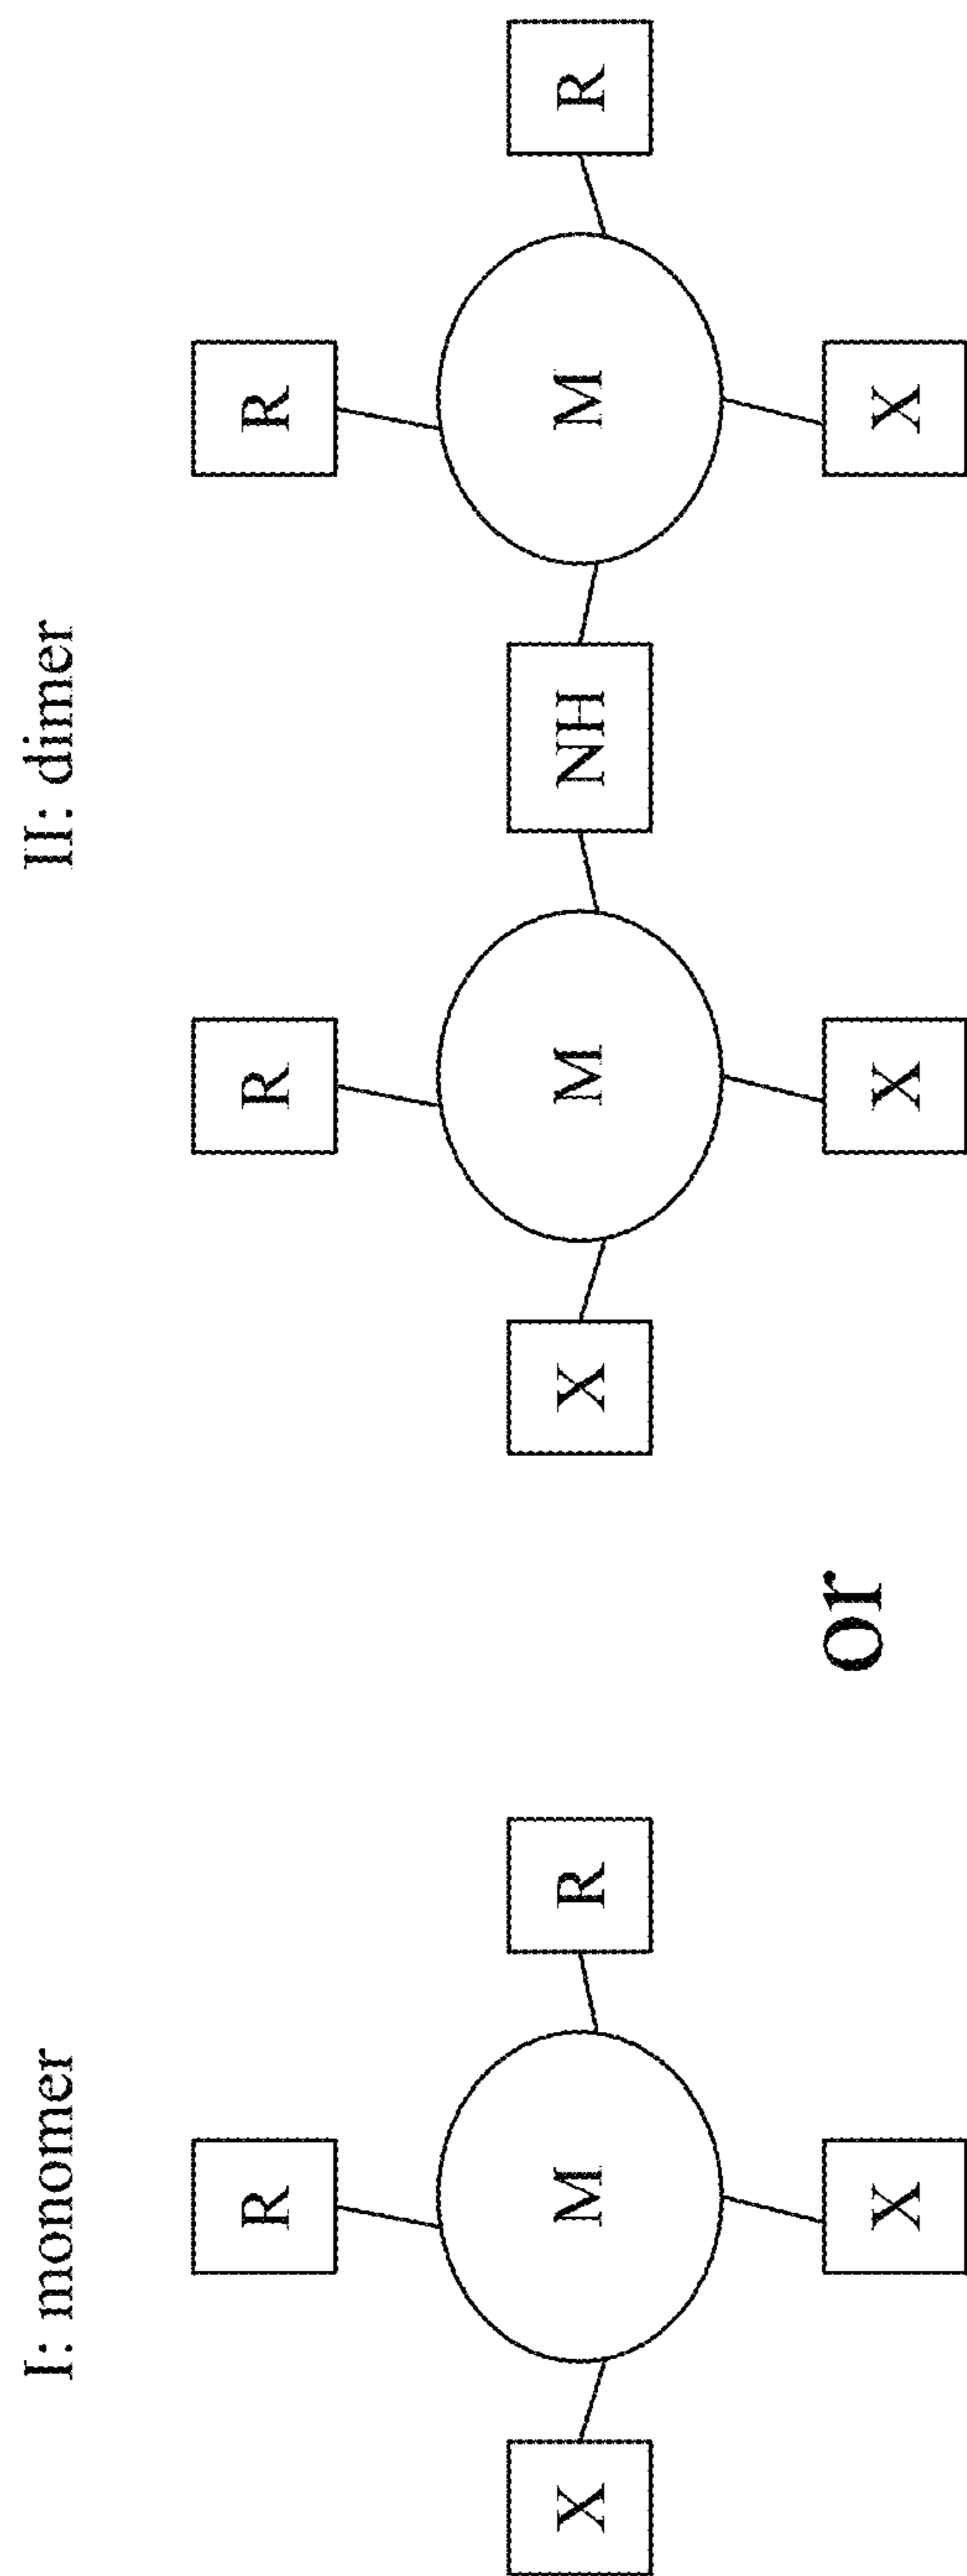 I: monomer
R
X M R
X
or
II: dimer
R R
X M NH M R
X X